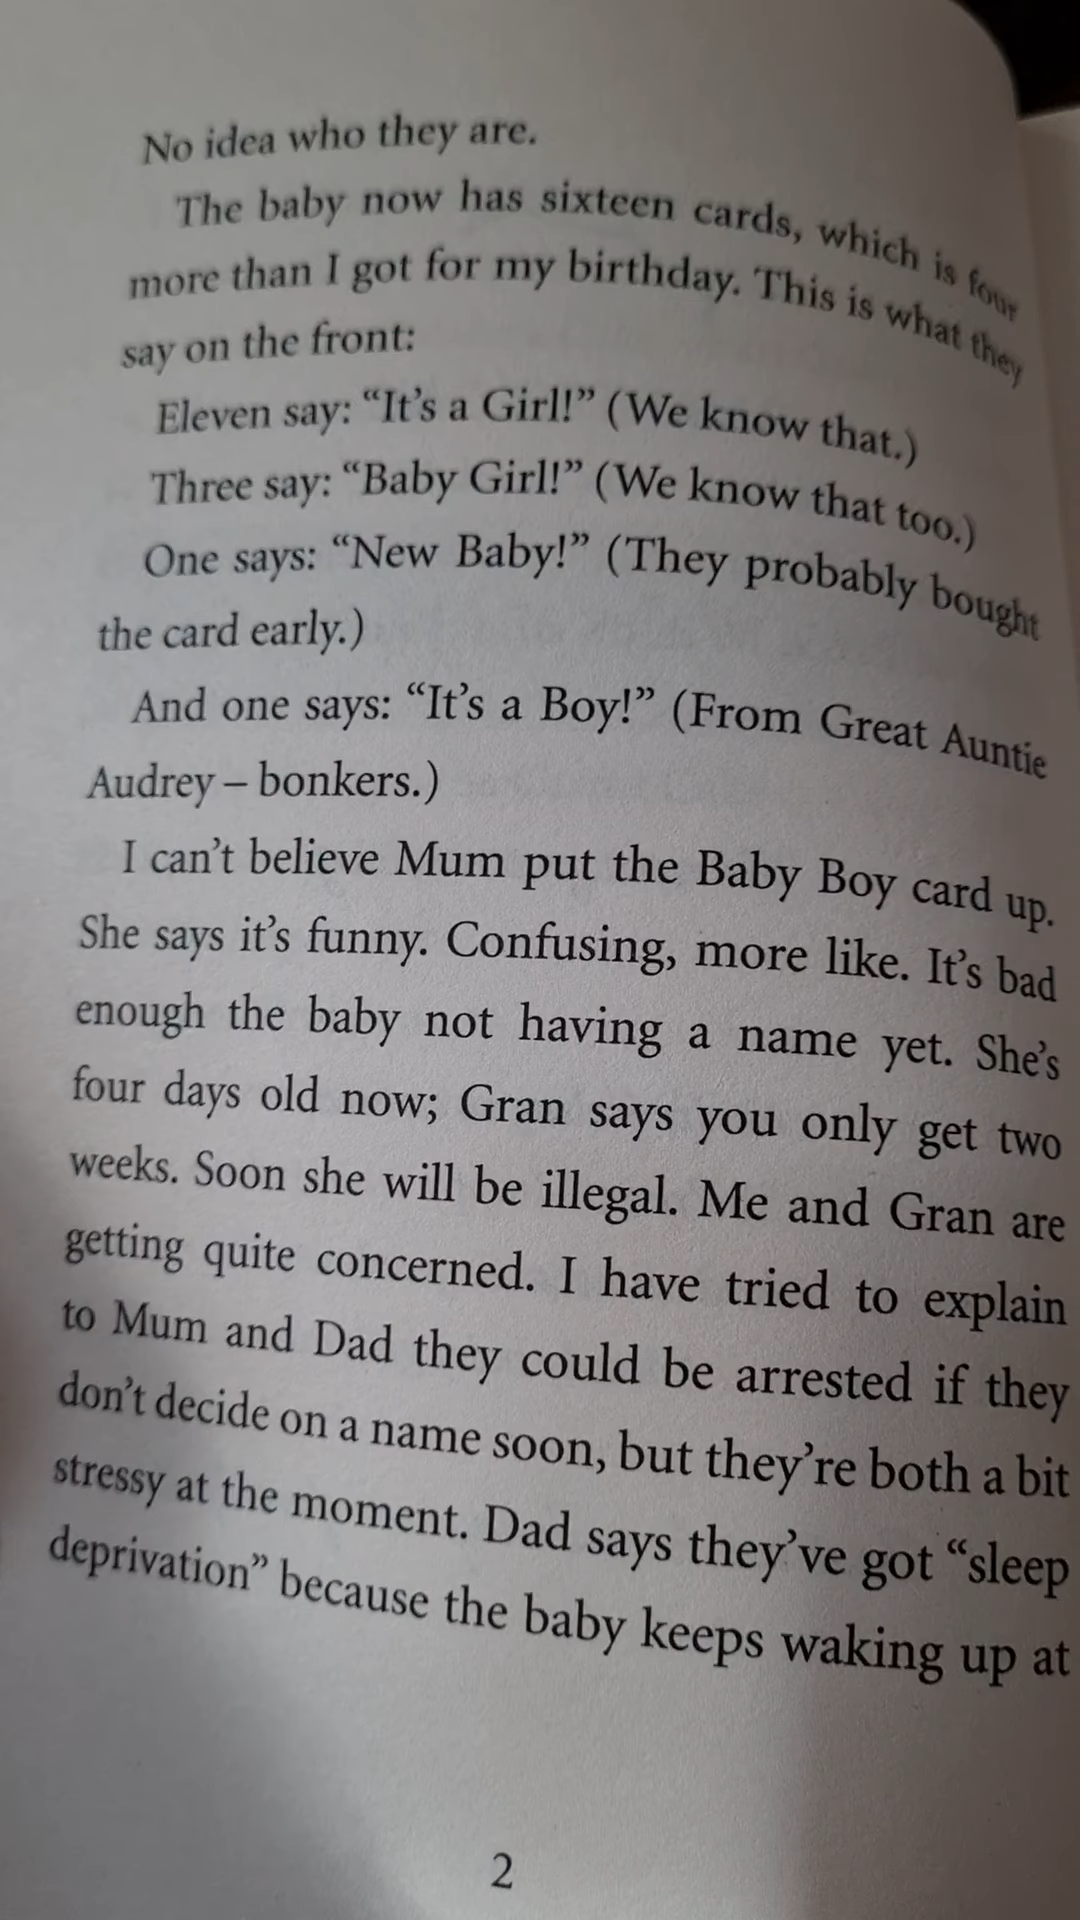 No idea who they are.
The baby now has sixteen cards, which is four
more than I got for my birthday. This is what they
say on the front:
Eleven say: “It’s a Girl!” (We know that.)
Three say: “Baby Girl!” (We know that too.)
One says: “New Baby!” (They probably bought
the card early.)
And one says: “It’s a Boy!” (From Great Auntie
Audrey – bonkers.)
I can’t believe Mum put the Baby Boy card up.
She says it’s funny. Confusing, more like. It’s bad
enough the baby not having a name yet. She’s
four days old now; Gran says you only get two
weeks. Soon she will be illegal. Me and Gran are
getting quite concerned. I have tried to explain
to Mum and Dad they could be arrested if they
don’t decide on a name soon, but they’re both a bit
stressy at the moment. Dad says they’ve got “sleep
deprivation” because the baby keeps waking up at
2